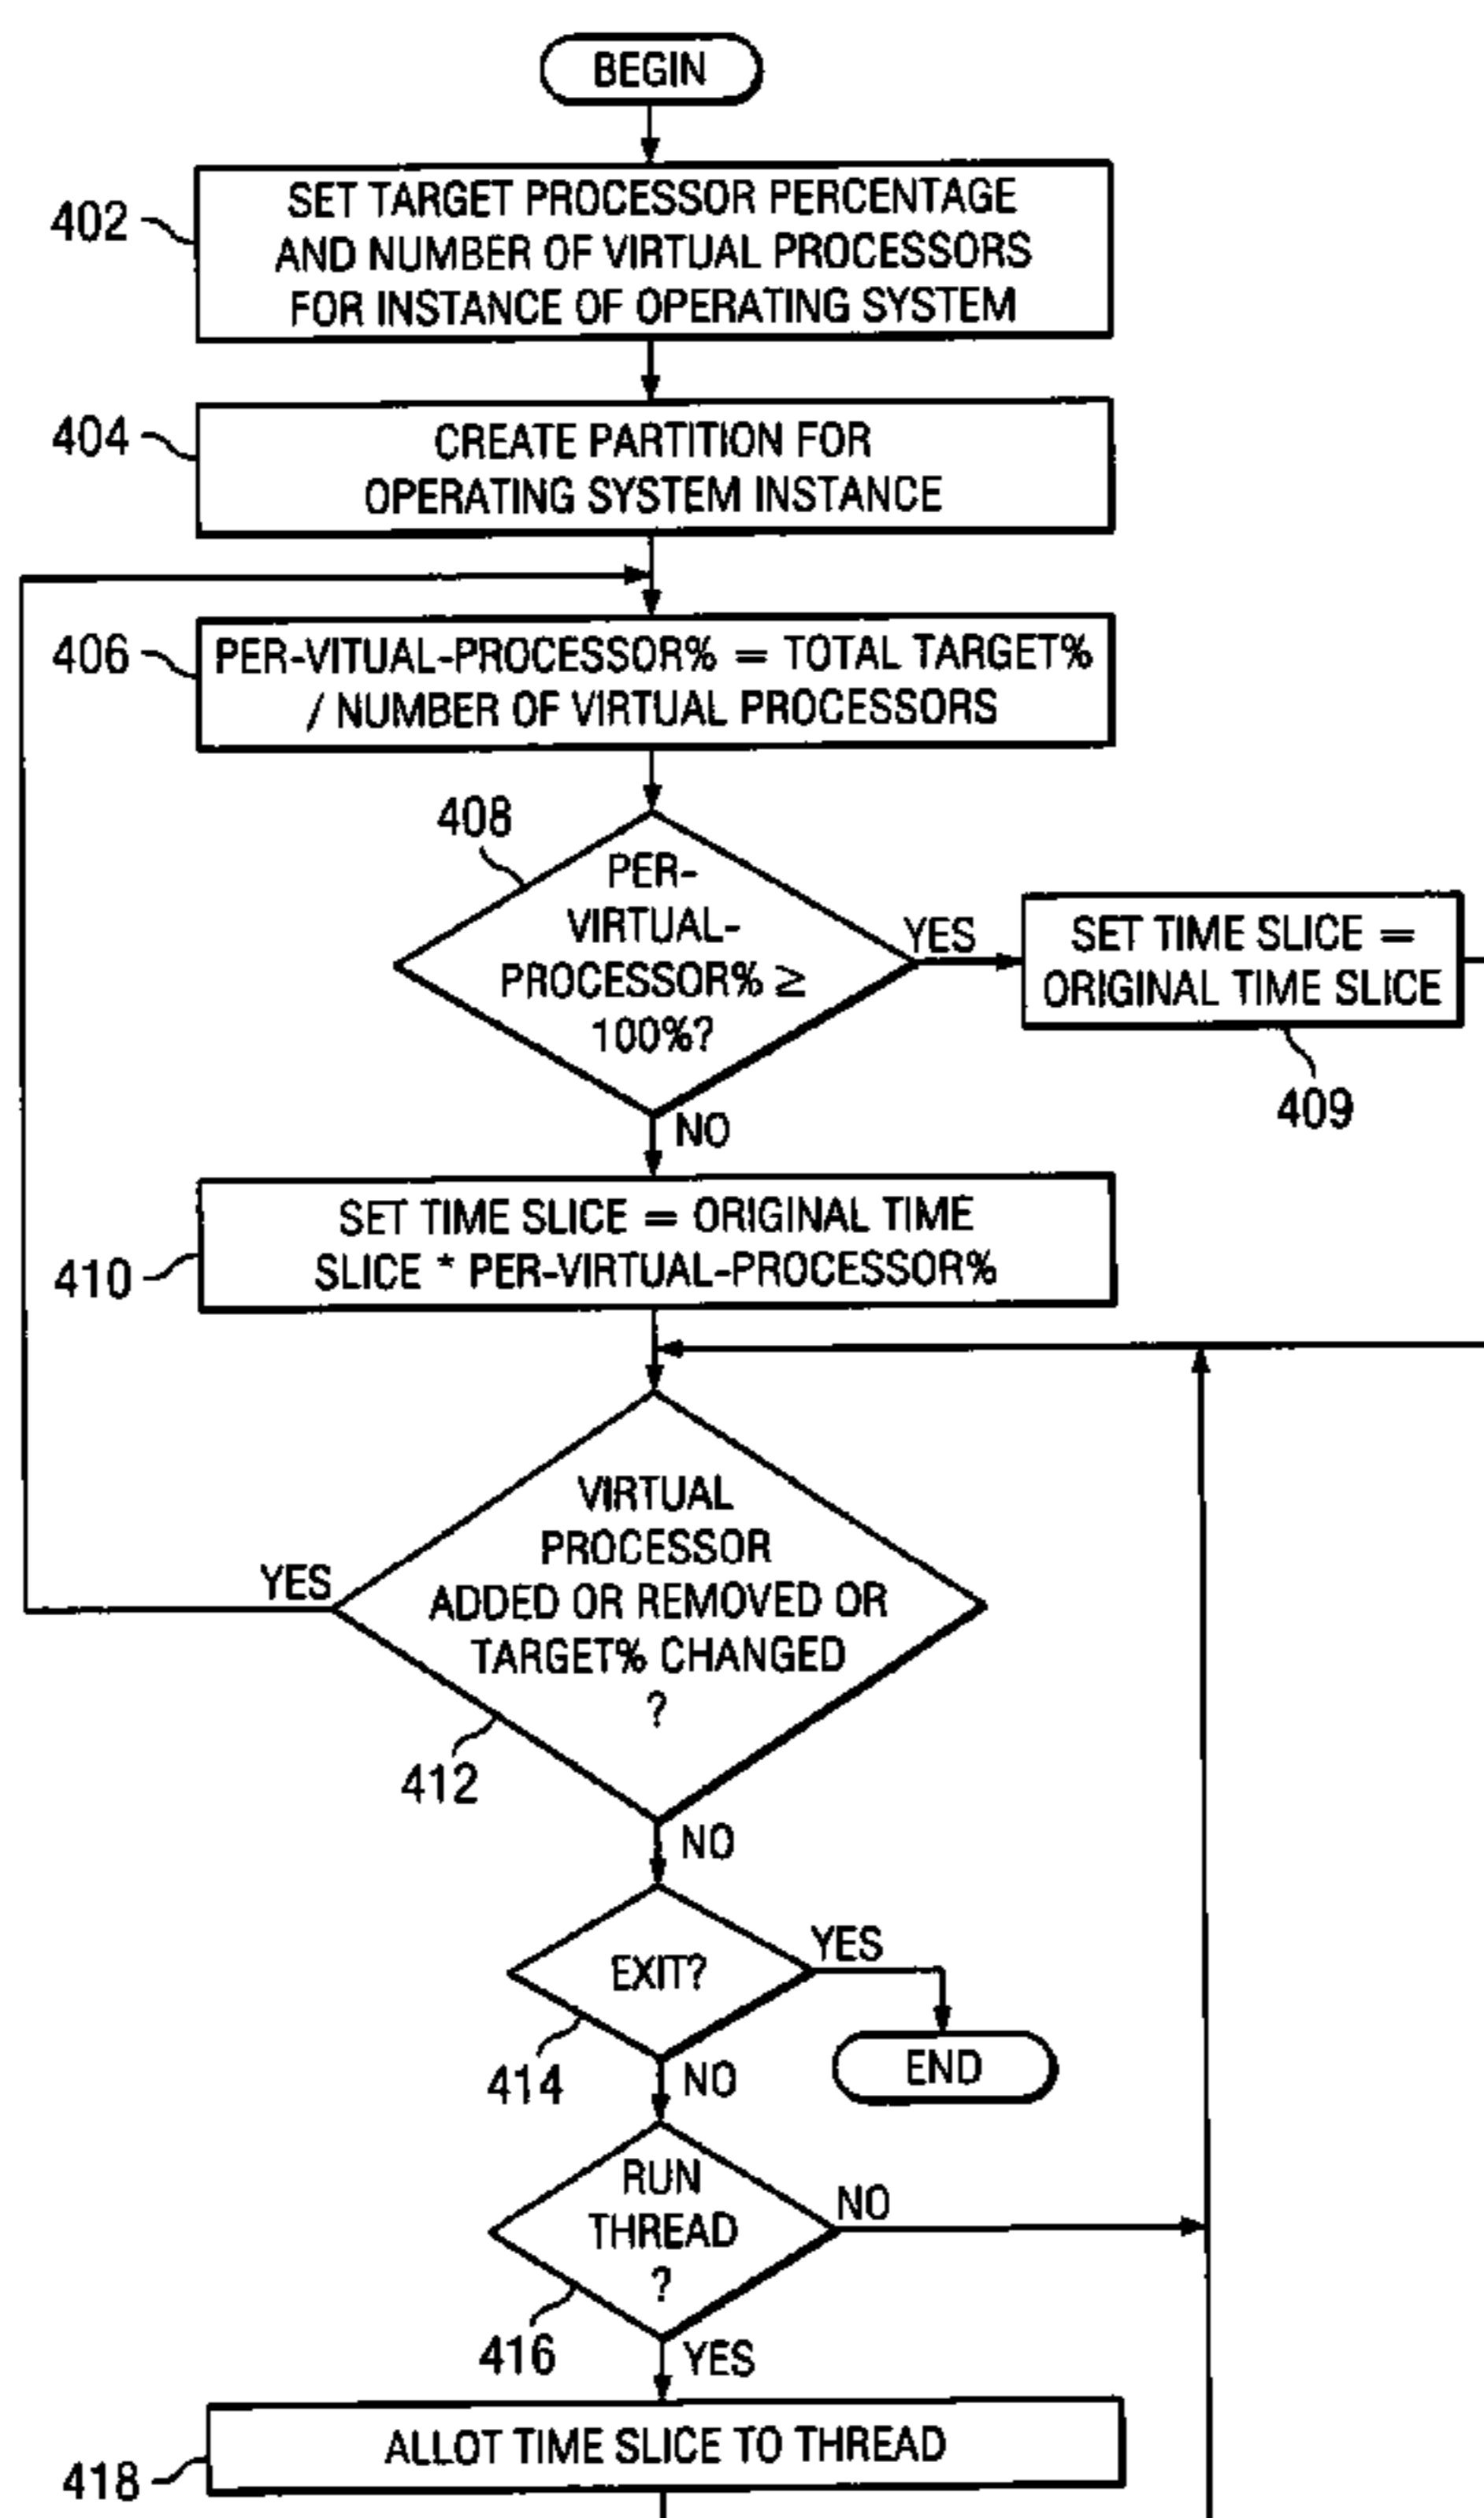 BEGIN
402
SET TARGET PROCESSOR PERCENTAGE
AND NUMBER OF VIRTUAL PROCESSORS
FOR INSTANCE OF OPERATING SYSTEM
404
CREATE PARTITION FOR
OPERATING SYSTEM INSTANCE
406
PER-VITUAL-PROCESSOR% = TOTAL TARGET%
/ NUMBER OF VIRTUAL PROCESSORS
408
PER-
VIRTUAL-
PROCESSOR% ≥
100%?
YES
SET TIME SLICE =
ORIGINAL TIME SLICE
409
NO
410
SET TIME SLICE = ORIGINAL TIME
SLICE * PER-VIRTUAL-PROCESSOR%
VIRTUAL
PROCESSOR
ADDED OR REMOVED OR
TARGET% CHANGED
?
YES
412
NO
EXIT?
YES
414
END
NO
RUN
THREAD
?
NO
416
YES
418
ALLOT TIME SLICE TO THREAD